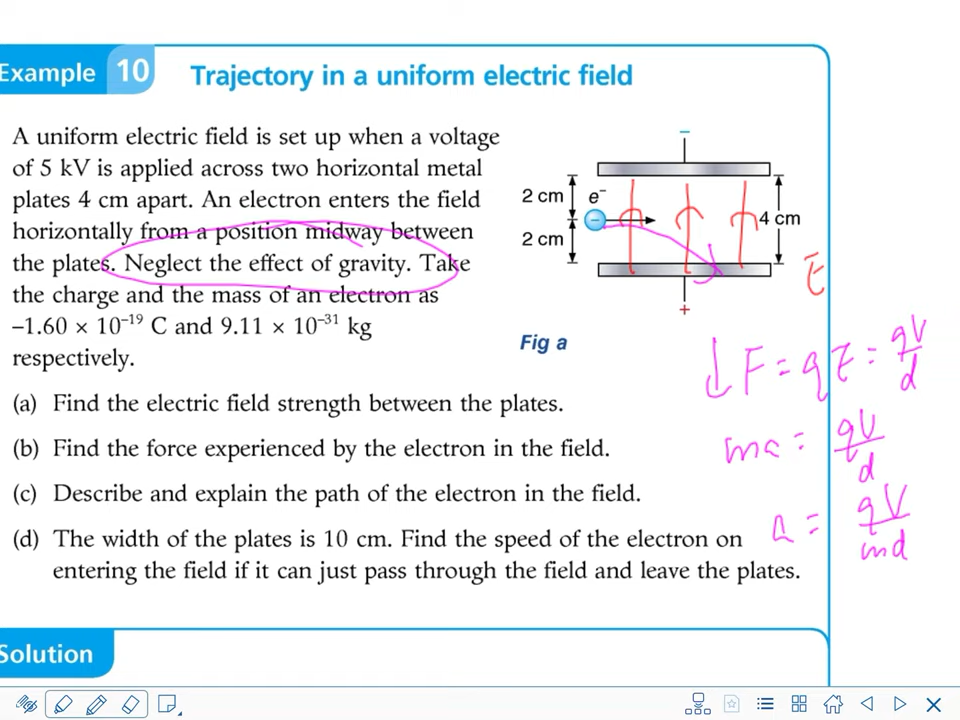 Example 10 Trajectory in a uniform electric field
A uniform electric field is set up when a voltage
of 5 kV is applied across two horizontal metal
plates 4 cm apart. An electron enters the field
horizontally from a position midway between
the plates. Neglect the effect of gravity. Take
the charge and the mass of an electron as
–1.60 × 10⁻¹⁹ C and 9.11 × 10⁻³¹ kg
respectively.
–
2 cm e⁻
–
2 cm
4 cm
+
Fig a
E
↓ F = qE = qV/d
ma = qV/d
a = qV/md
(a) Find the electric field strength between the plates.
(b) Find the force experienced by the electron in the field.
(c) Describe and explain the path of the electron in the field.
(d) The width of the plates is 10 cm. Find the speed of the electron on
entering the field if it can just pass through the field and leave the plates.
Solution